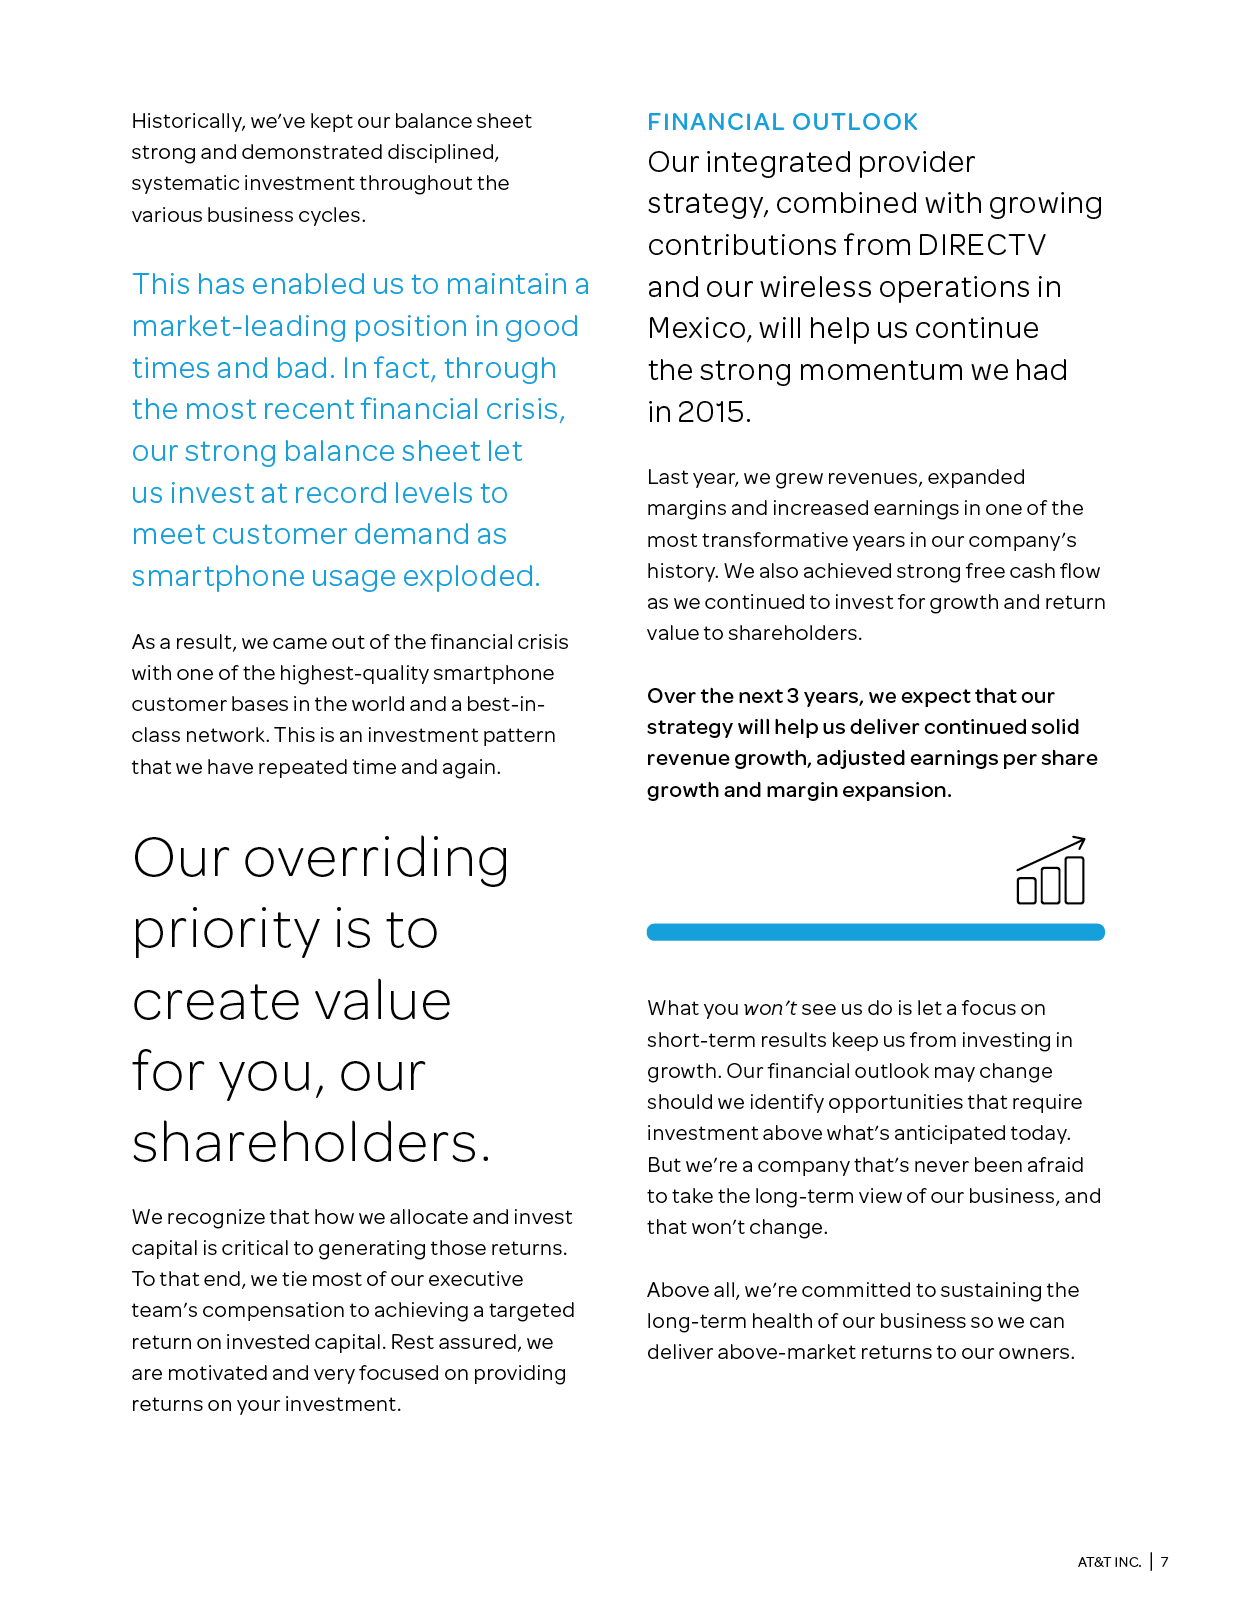 Historically, we’ve kept our balance sheet
strong and demonstrated disciplined,
systematic investment throughout the
various business cycles.
This has enabled us to maintain a
market-leading position in good
times and bad. In fact, through
the most recent financial crisis,
our strong balance sheet let
us invest at record levels to
meet customer demand as
smartphone usage exploded.
As a result, we came out of the financial crisis
with one of the highest-quality smartphone
customer bases in the world and a best-in-
class network. This is an investment pattern
that we have repeated time and again.
Our overriding
priority is to
create value
for you, our
shareholders.
We recognize that how we allocate and invest
capital is critical to generating those returns.
To that end, we tie most of our executive
team’s compensation to achieving a targeted
return on invested capital. Rest assured, we
are motivated and very focused on providing
returns on your investment.
FINANCIAL OUTLOOK
Our integrated provider
strategy, combined with growing
contributions from DIRECTV
and our wireless operations in
Mexico, will help us continue
the strong momentum we had
in 2015.
Last year, we grew revenues, expanded
margins and increased earnings in one of the
most transformative years in our company’s
history. We also achieved strong free cash flow
as we continued to invest for growth and return
value to shareholders.
Over the next 3 years, we expect that our
strategy will help us deliver continued solid
revenue growth, adjusted earnings per share
growth and margin expansion.
What you won’t see us do is let a focus on
short-term results keep us from investing in
growth. Our financial outlook may change
should we identify opportunities that require
investment above what’s anticipated today.
But we’re a company that’s never been afraid
to take the long-term view of our business, and
that won’t change.
Above all, we’re committed to sustaining the
long-term health of our business so we can
deliver above-market returns to our owners.
AT&T INC. | 7